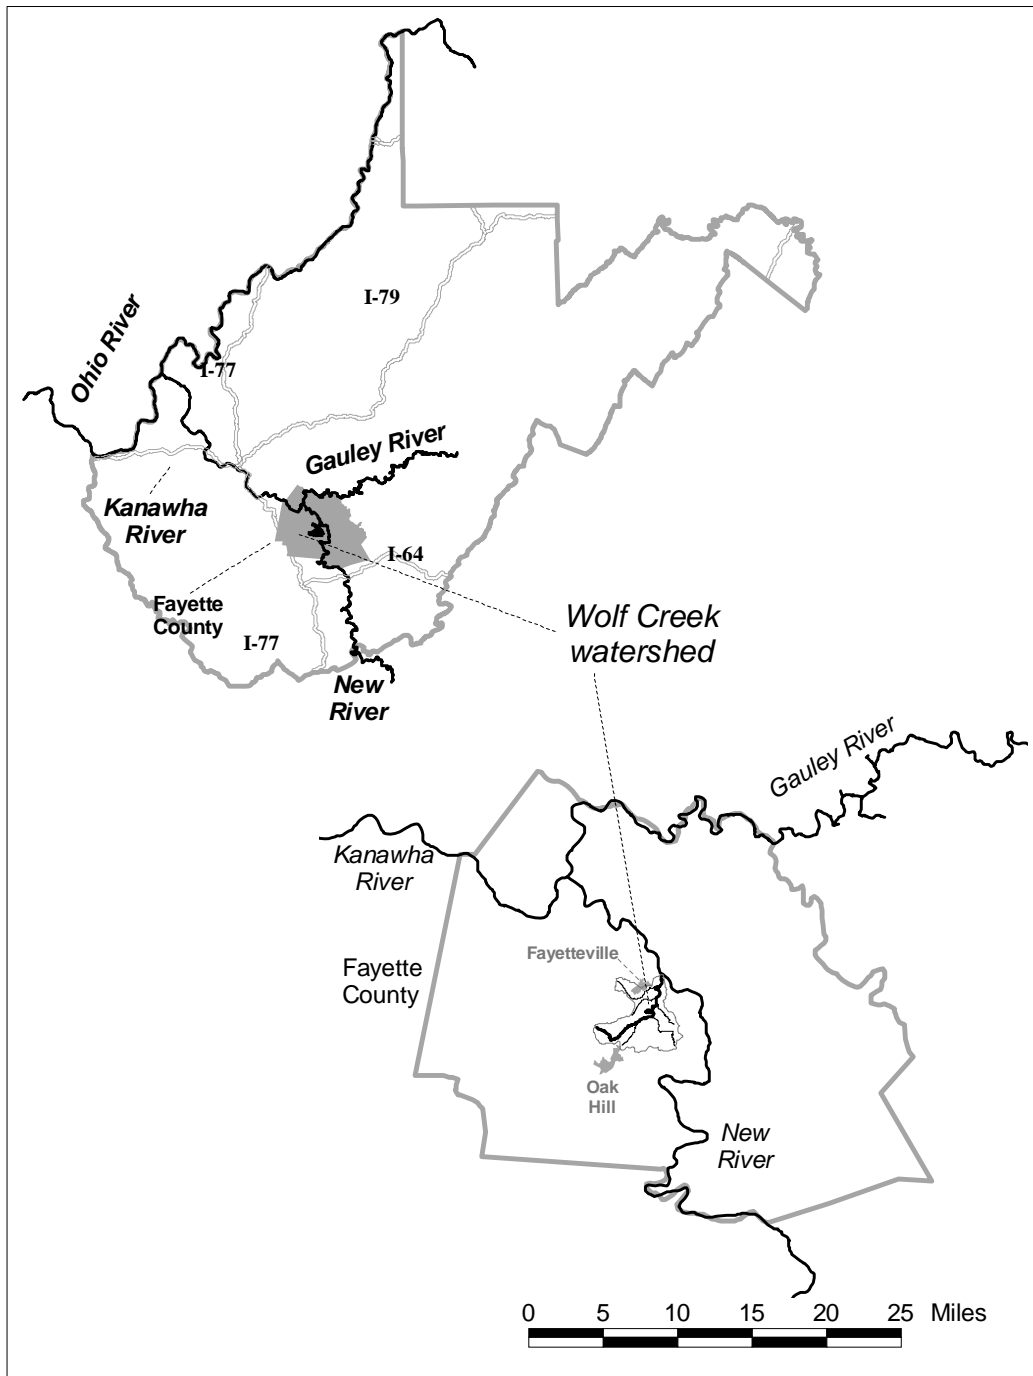 I-79
Ohio River
I-77
Gauley River
Kanawha
River
I-64
Fayette
County
I-77
Wolf Creek
watershed
New
River
Gauley River
Kanawha
River
Fayetteville
Fayette
County
Oak
Hill
New
River
0 5 10 15 20 25 Miles